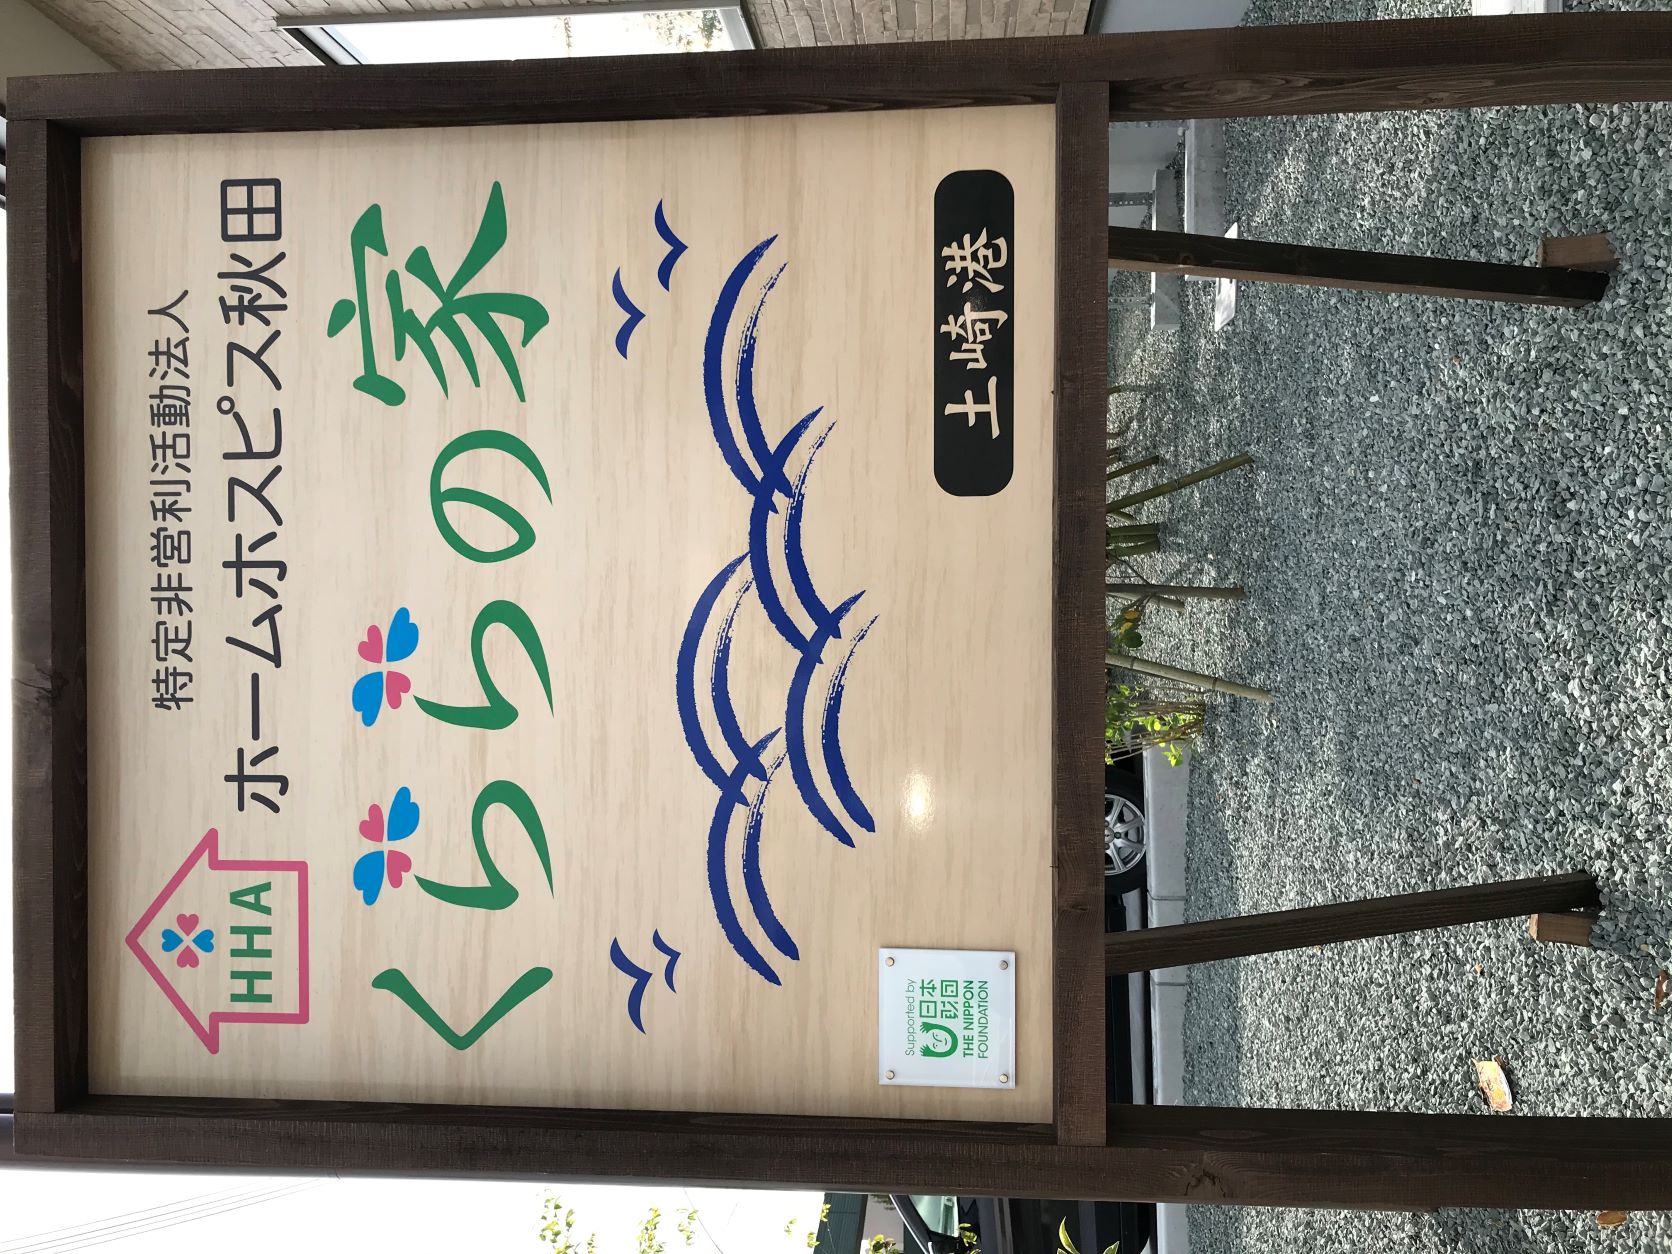 特定非営利活動法人
ホームホスピス秋田
HHA
くららの家
土崎港
Supported by
日本
財団
THE NIPPON
FOUNDATION